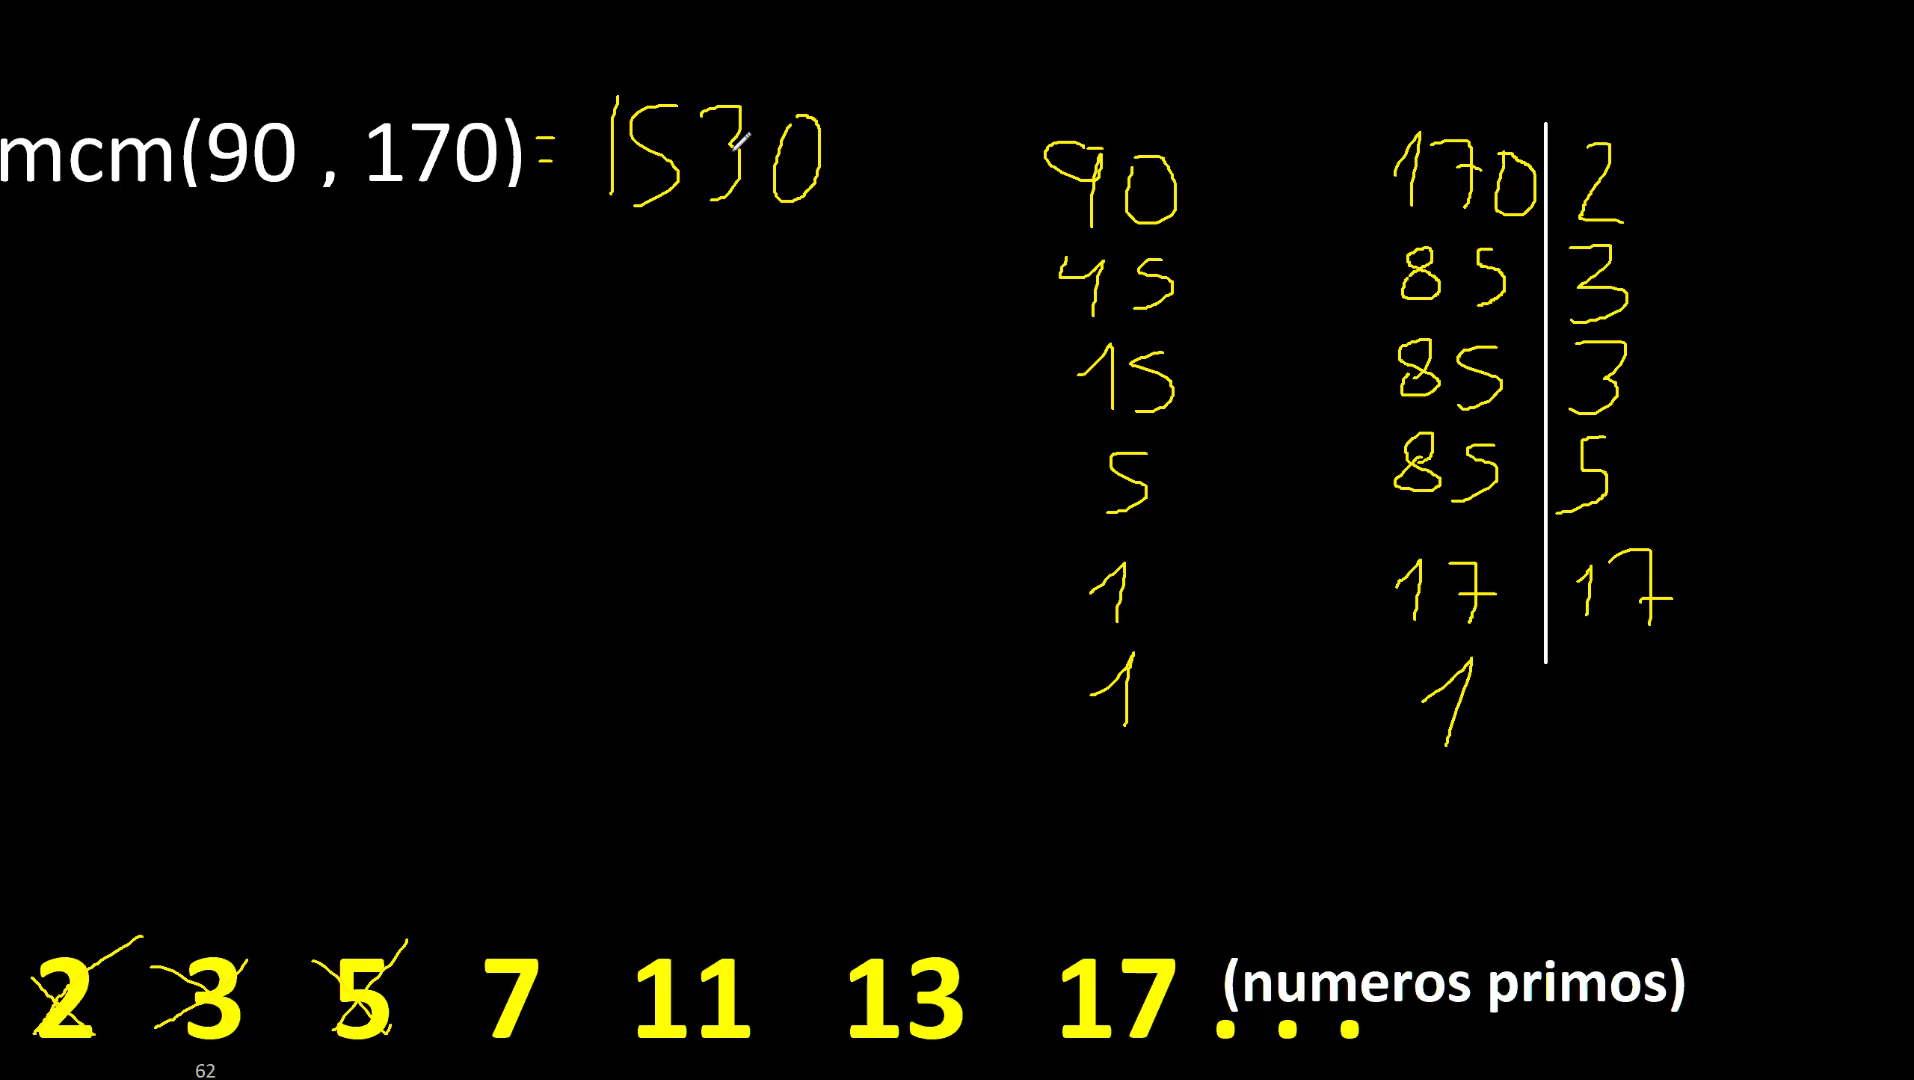 mcm(90 , 170)= 1530
90 170 2
45 85 3
15 85 3
5 85 5
1 17 17
1 1
2 3 5 7 11 13 17 . . . (numeros primos)
62